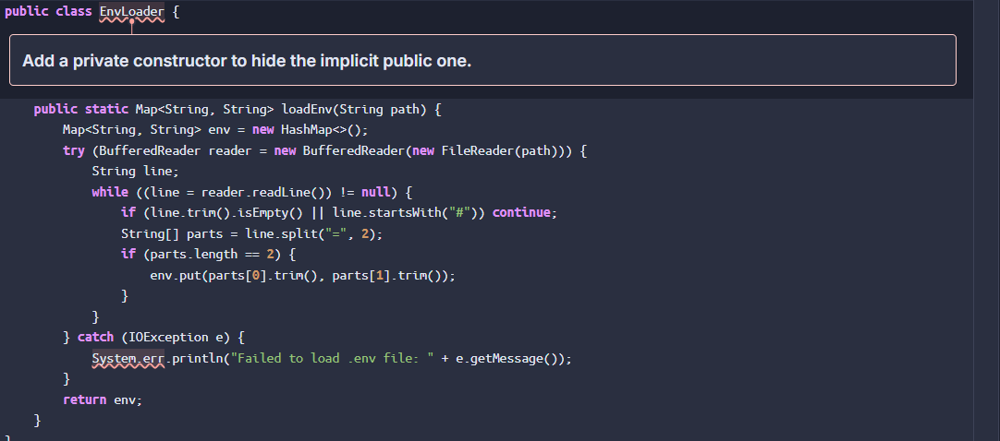 public class EnvLoader {
Add a private constructor to hide the implicit public one.
public static Map<String, String> loadEnv(String path) {
Map<String, String> env = new HashMap<>();
try (BufferedReader reader = new BufferedReader(new FileReader(path))) {
String line;
while ((line = reader.readLine()) != null) {
if (line.trim().isEmpty() || line.startsWith("#")) continue;
String[] parts = line.split("=", 2);
if (parts.length == 2) {
env.put(parts[0].trim(), parts[1].trim());
}
}
} catch (IOException e) {
System.err.println("Failed to load .env file: " + e.getMessage());
}
return env;
}
}